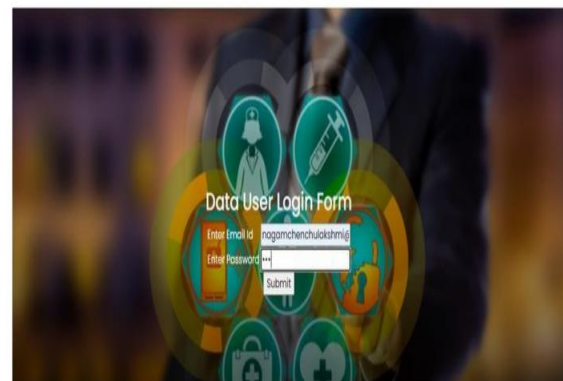 Data User Login Form
Enter Email Id nagamchenchulakshmi@
Enter Password •••
Submit